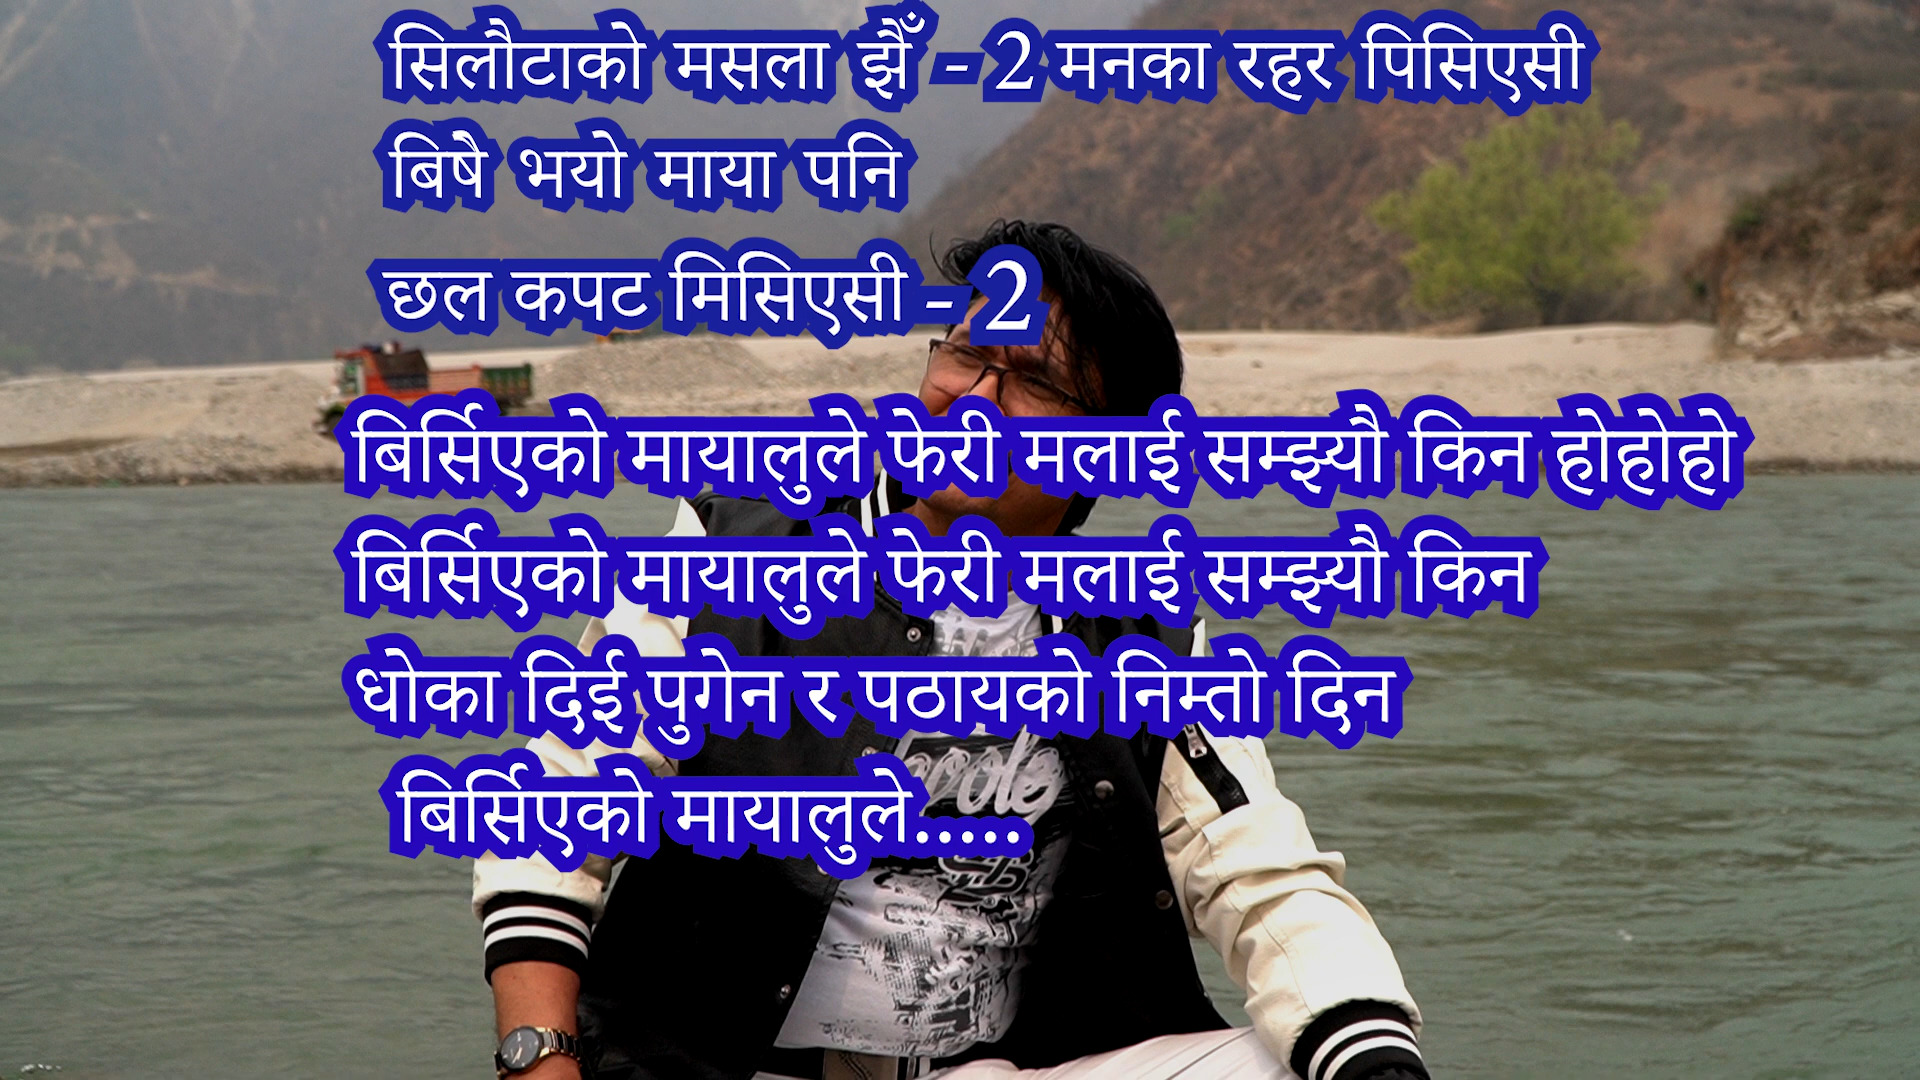 सिलौटाको मसला झैँ - 2 मनका रहर पिसिएसी
बिषै भयो माया पनि
छल कपट मिसिएसी - 2
बिर्सिएको मायालुले फेरी मलाई सम्झ्यौ किन होहोहो
बिर्सिएको मायालुले फेरी मलाई सम्झ्यौ किन
धोका दिई पुगेन र पठायको निम्तो दिन
बिर्सिएको मायालुले.....